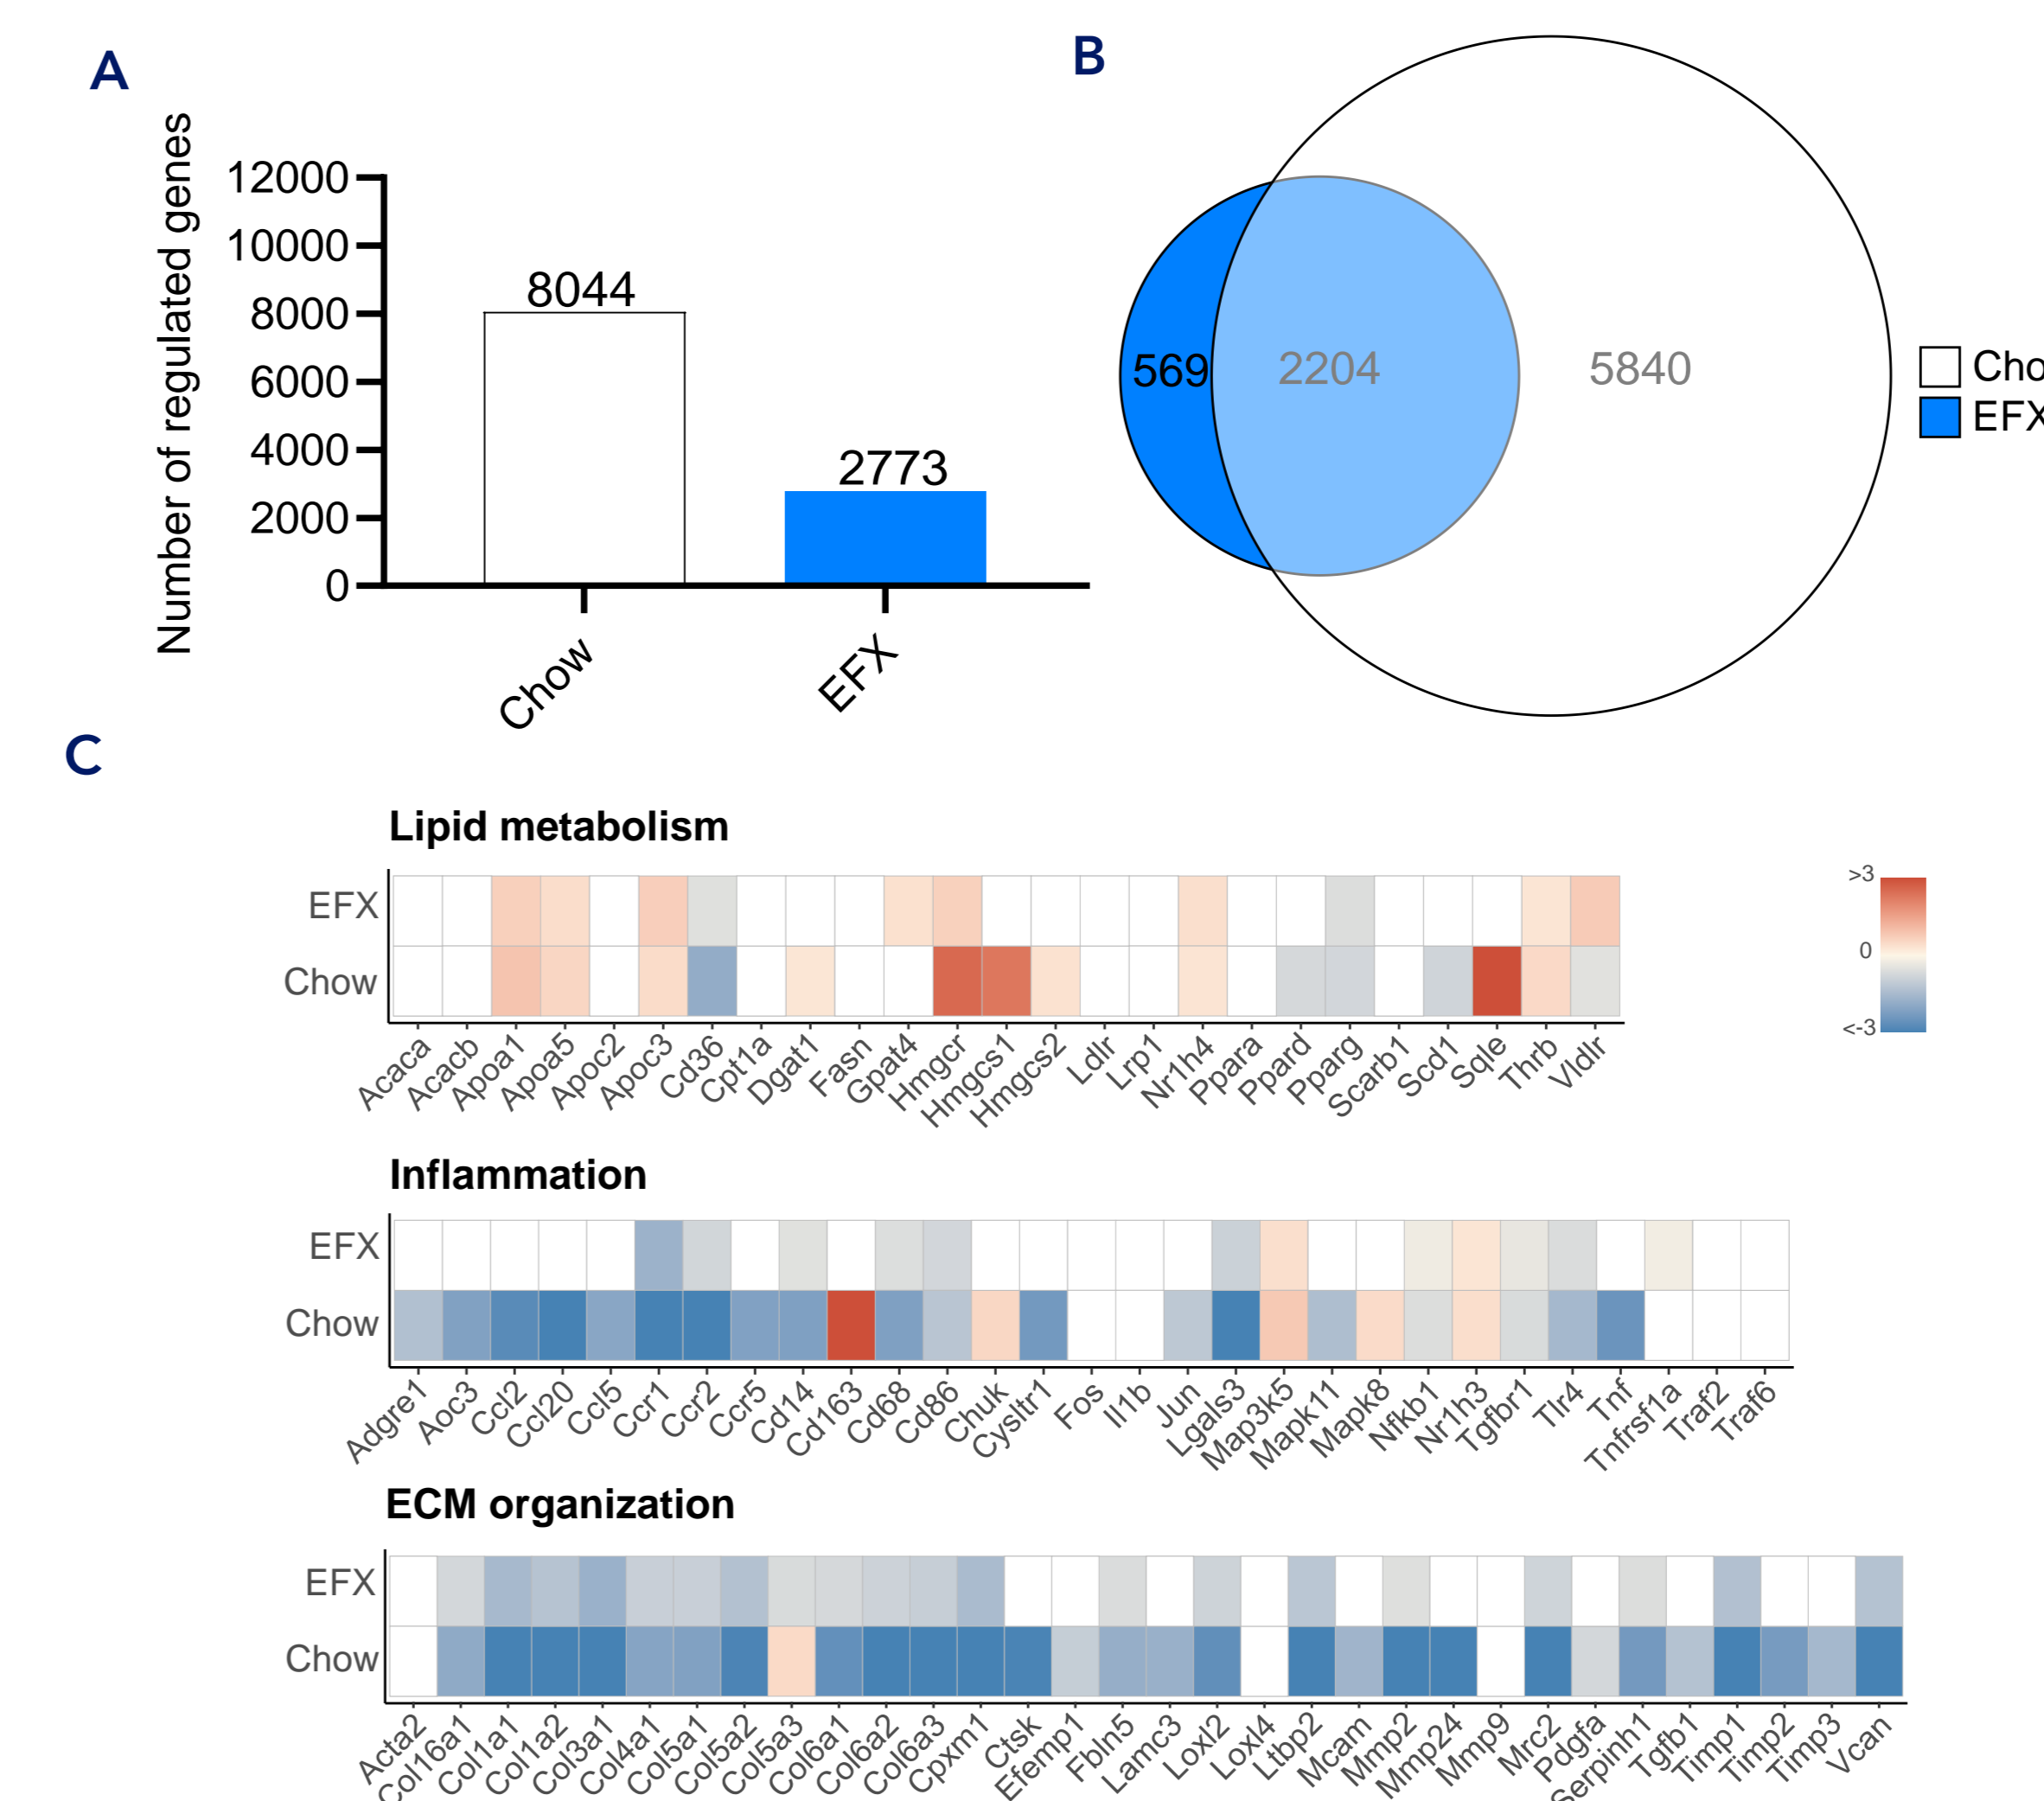 A
Number of regulated genes
12000
10000
8000
6000
4000
2000
0
8044
2773
Chow
EFX
B
569
2204
5840
Cho
EFX
C
Lipid metabolism
EFX
Chow
Acaca
Acacb
Apoa1
Apoa5
Apoc2
Apoc3
Cd36
Cpt1a
Dgat1
Fasn
Gpat4
Hmgcr
Hmgcs1
Hmgcs2
Ldlr
Lrp1
Nr1h4
Ppara
Ppard
Pparg
Scarb1
Scd1
Sqle
Thrb
Vldlr
>3
0
<-3
Inflammation
EFX
Chow
Adgre1
Aoc3
Ccl2
Ccl20
Ccl5
Ccr1
Ccr2
Ccr5
Cd14
Cd163
Cd68
Cd86
Chuk
Cysltr1
Fos
Il1b
Jun
Lgals3
Map3k5
Mapk11
Mapk8
Nfkb1
Nr1h3
Tgfbr1
Tlr4
Tnf
Tnfrsf1a
Traf2
Traf6
ECM organization
EFX
Chow
Acta2
Col16a1
Col1a1
Col1a2
Col3a1
Col4a1
Col5a1
Col5a2
Col5a3
Col6a1
Col6a2
Col6a3
Cpxm1
Ctsk
Efemp1
Fbln5
Lamc3
Loxl2
Loxl4
Ltbp2
Mcam
Mmp2
Mmp24
Mmp9
Mrc2
Pdgfa
Serpinh1
Tgfb1
Timp1
Timp2
Timp3
Vcan